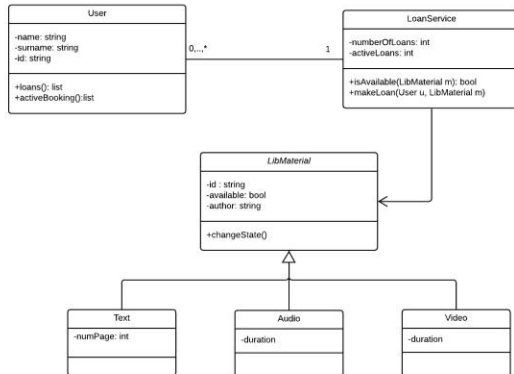 User
-name: string
-surname: string
-id: string
+loans(): list
+activeBooking():list
0,..,*
1
LoanService
-numberOfLoans: int
-activeLoans: int
+isAvailable(LibMaterial m): bool
+makeLoan(User u, LibMaterial m)
LibMaterial
-id : string
-available: bool
-author: string
+changeState()
Text
-numPage: int
Audio
-duration
Video
-duration